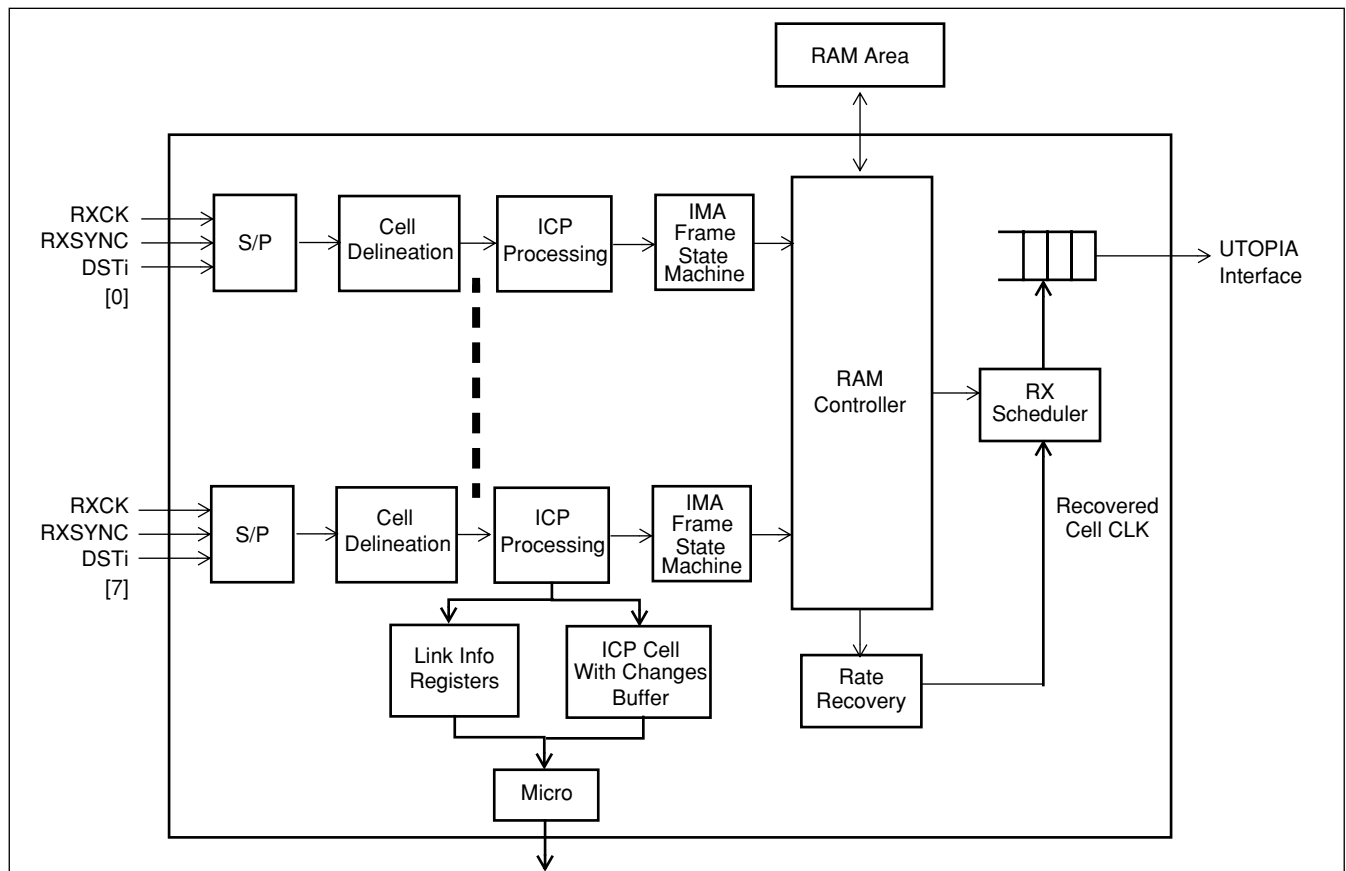 RAM Area
RXCK
RXSYNC
DSTi
[0]
S/P
Cell
Delineation
ICP
Processing
IMA
Frame
State
Machine
RAM
Controller
UTOPIA
Interface
RX
Scheduler
Recovered
Cell CLK
RXCK
RXSYNC
DSTi
[7]
S/P
Cell
Delineation
ICP
Processing
IMA
Frame
State
Machine
Link Info
Registers
ICP Cell
With Changes
Buffer
Rate
Recovery
Micro